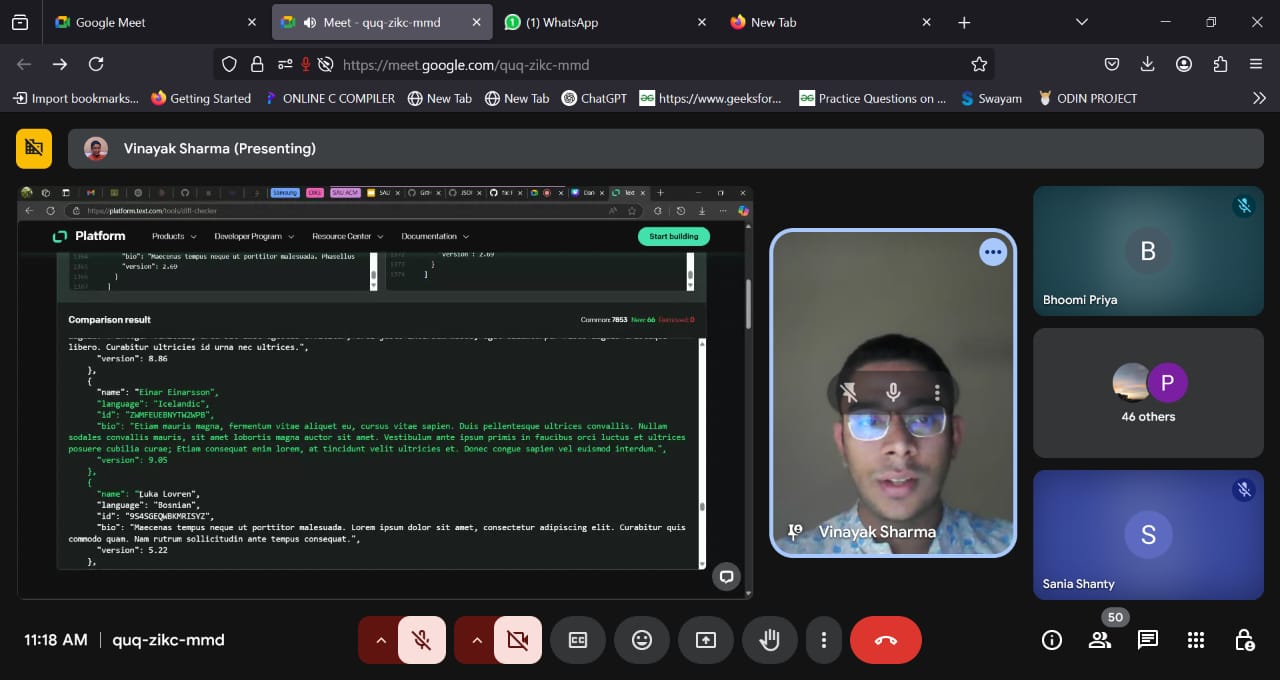 Google Meet
Meet - quq-zikc-mmd
(1) WhatsApp
New Tab
https://meet.google.com/quq-zikc-mmd
Import bookmarks...
Getting Started
ONLINE C COMPILER
New Tab
New Tab
ChatGPT
https://www.geeksfor...
Practice Questions on ...
Swayam
ODIN PROJECT
Vinayak Sharma (Presenting)
Samsung
SAU ACM
https://platform.text.com/tools/diff-checker
Platform
Products
Developer Program
Resource Center
Documentation
Start building
"bio": "Maecenas tempus neque ut porttitor malesuada. Phasellus
"version": 2.69
}
]
"version": 2.69
}
]
Comparison result
Common: 7853 New: 66 Removed: 0
libero. Curabitur ultricies id urna nec ultrices.",
"version": 8.86
},
{
"name": "Einar Einarsson",
"language": "Icelandic",
"id": "ZWMFEUEBNYTWZWPB",
"bio": "Etiam mauris magna, fermentum vitae aliquet eu, cursus vitae sapien. Duis pellentesque ultrices convallis. Nullam
sodales convallis mauris, sit amet lobortis magna auctor sit amet. Vestibulum ante ipsum primis in faucibus orci luctus et ultrices
posuere cubilia curae; Etiam consequat enim lorem, at tincidunt velit ultricies et. Donec congue sapien vel euismod interdum.",
"version": 9.05
},
{
"name": "Luka Lovren",
"language": "Bosnian",
"id": "9S4SGEQWBKMRISYZ",
"bio": "Maecenas tempus neque ut porttitor malesuada. Lorem ipsum dolor sit amet, consectetur adipiscing elit. Curabitur quis
commodo quam. Nam rutrum sollicitudin ante tempus consequat.",
"version": 5.22
},
Vinayak Sharma
B
Bhoomi Priya
P
46 others
S
Sania Shanty
11:18 AM
quq-zikc-mmd
50